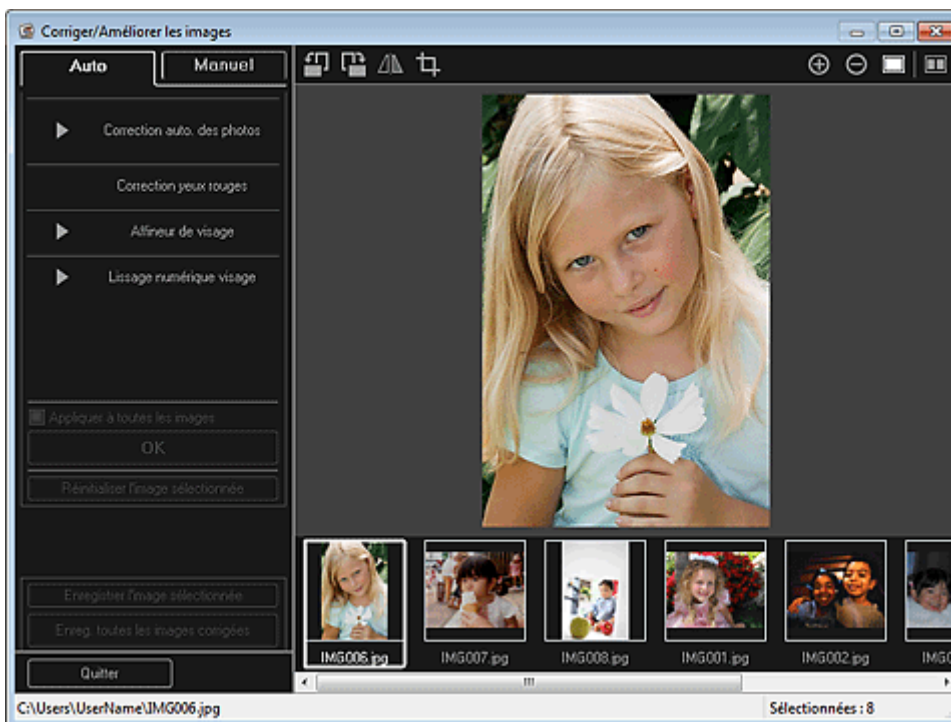 Corriger/Améliorer les images
Auto
Manuel
Correction auto. des photos
Correction yeux rouges
Affineur de visage
Lissage numérique visage
Appliquer à toutes les images
OK
Réinitialiser l'image sélectionnée
Enregistrer l'image sélectionnée
Enreg. toutes les images corrigées
Quitter
IMG006.jpg
IMG007.jpg
IMG008.jpg
IMG001.jpg
IMG002.jpg
C:\Users\UserName\IMG006.jpg
Sélectionnées : 8